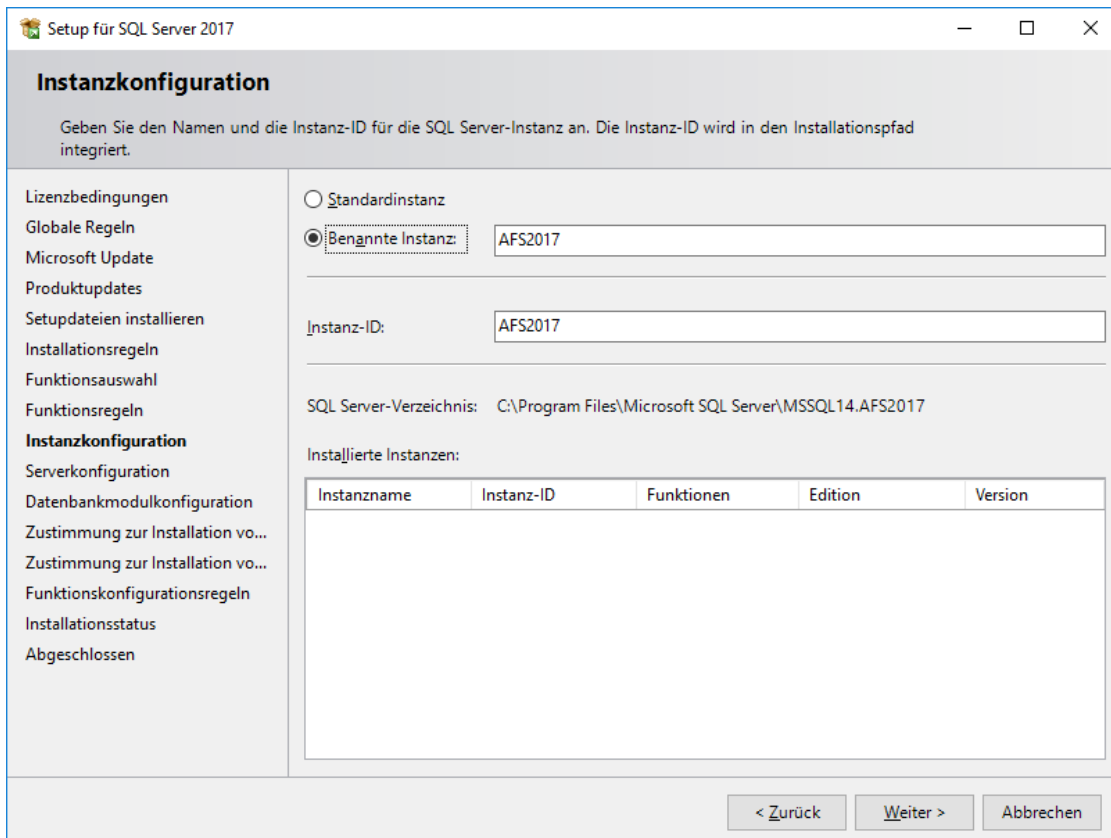 Setup für SQL Server 2017
Instanzkonfiguration
Geben Sie den Namen und die Instanz-ID für die SQL Server-Instanz an. Die Instanz-ID wird in den Installationspfad
integriert.
Lizenzbedingungen
Globale Regeln
Microsoft Update
Produktupdates
Setupdateien installieren
Installationsregeln
Funktionsauswahl
Funktionsregeln
Instanzkonfiguration
Serverkonfiguration
Datenbankmodulkonfiguration
Zustimmung zur Installation vo...
Zustimmung zur Installation vo...
Funktionskonfigurationsregeln
Installationsstatus
Abgeschlossen
Standardinstanz
Benannte Instanz: AFS2017
Instanz-ID: AFS2017
SQL Server-Verzeichnis: C:\Program Files\Microsoft SQL Server\MSSQL14.AFS2017
Installierte Instanzen:
Instanzname Instanz-ID Funktionen Edition Version
< Zurück Weiter > Abbrechen